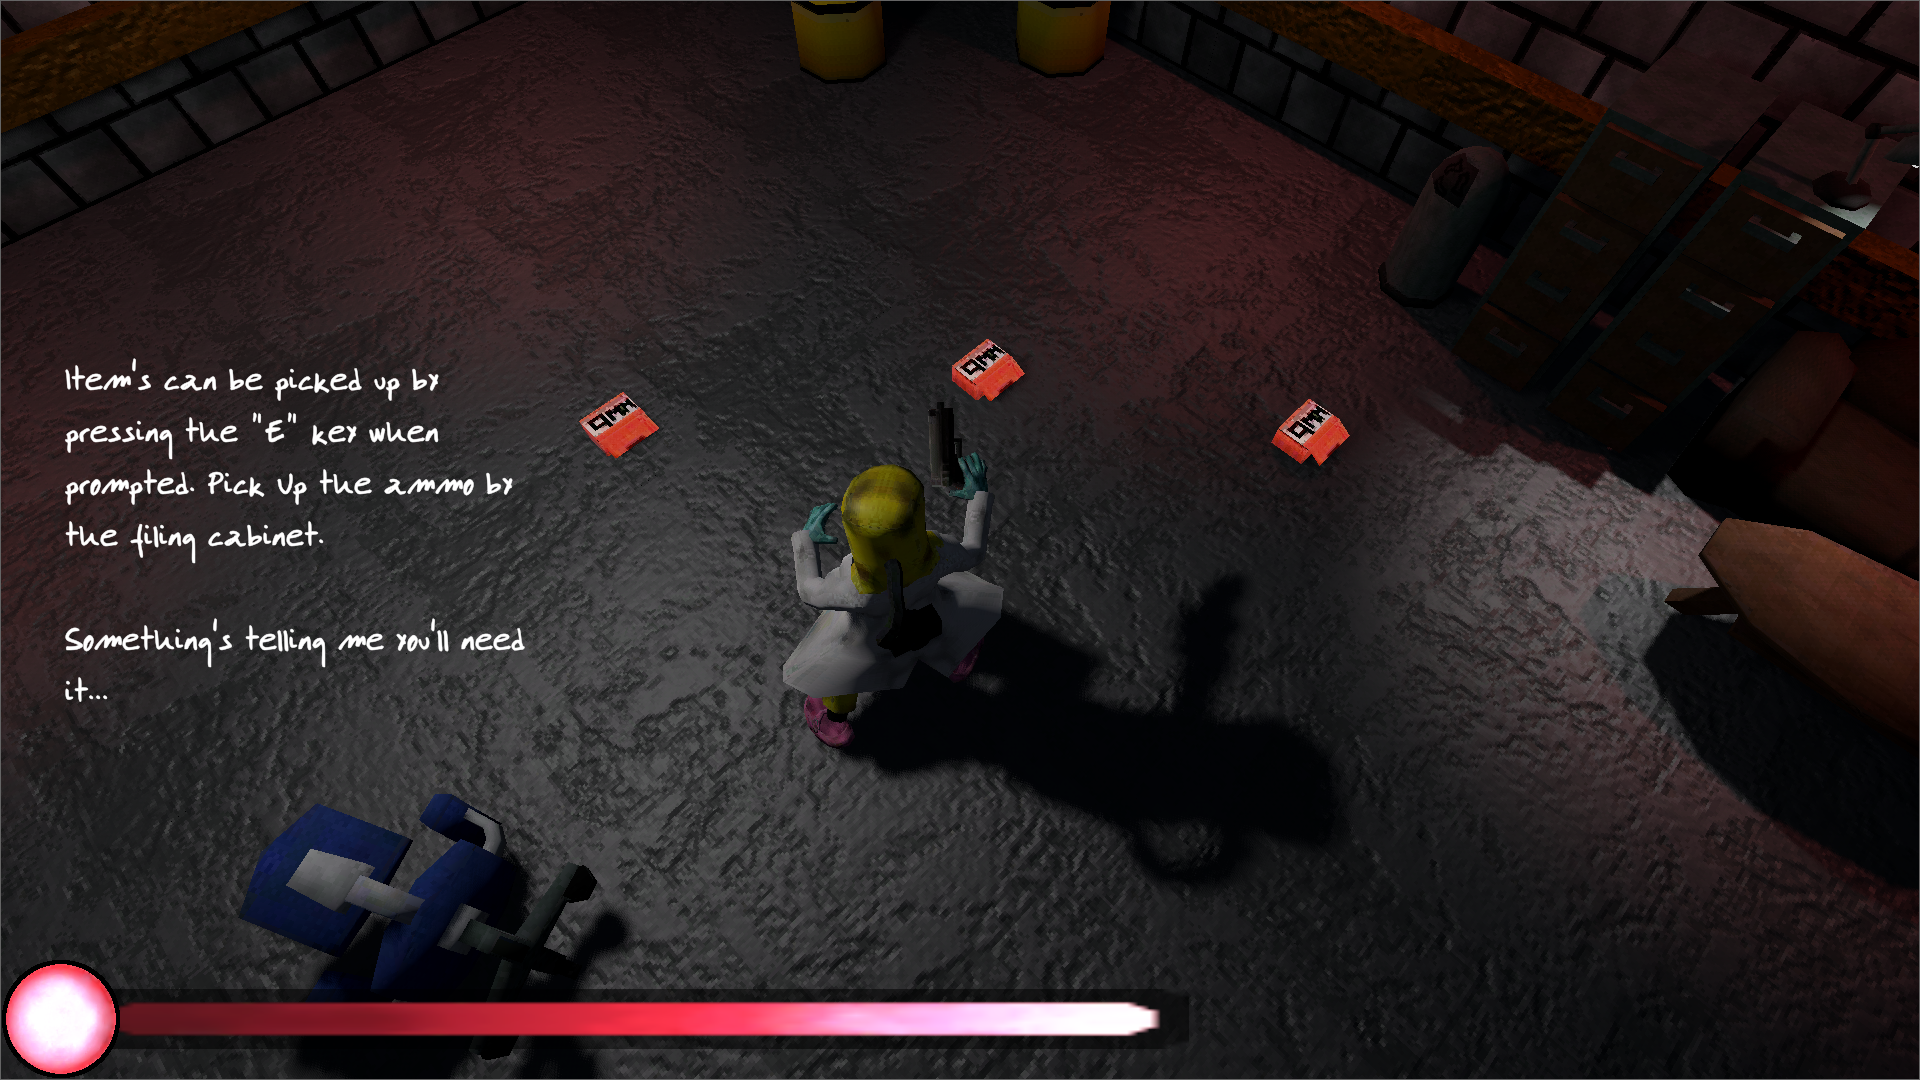 9MM
9MM
9MM
Item's can be picked up by
pressing the "E" key when
prompted. Pick Up the ammo by
the filing cabinet.
Something's telling me you'll need
it...